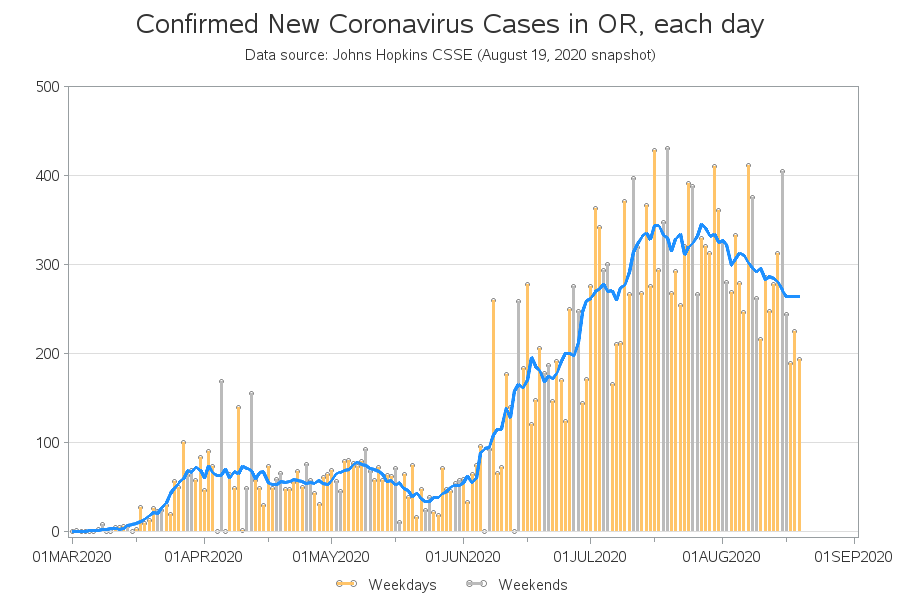 Confirmed New Coronavirus Cases in OR, each day
Data source: Johns Hopkins CSSE (August 19, 2020 snapshot)
500
400
300
200
100
0
01MAR2020 01APR2020 01MAY2020 01JUN2020 01JUL2020 01AUG2020 01SEP2020
Weekdays Weekends